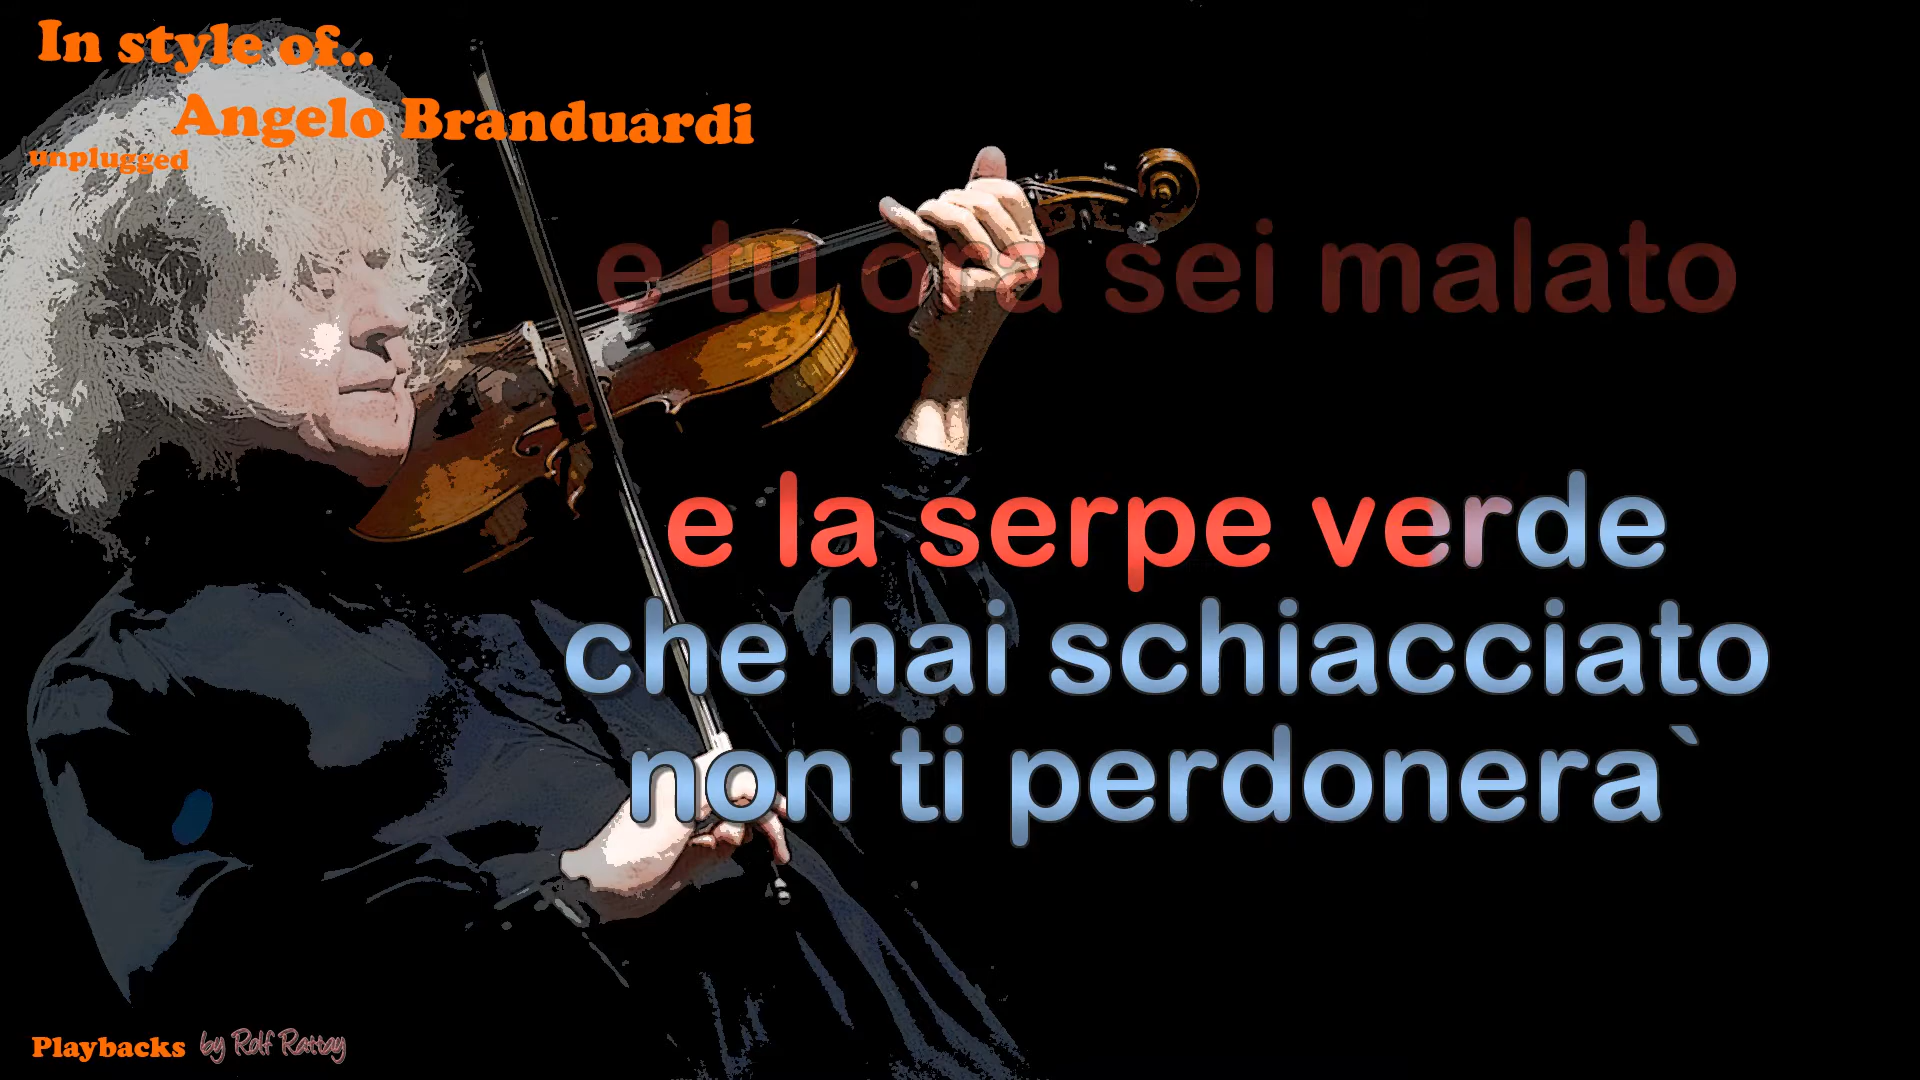 In style of..
Angelo Branduardi
unplugged
e tu ora sei malato
e la serpe verde
che hai schiacciato
non ti perdonera`
Playbacks by Rolf Rattay